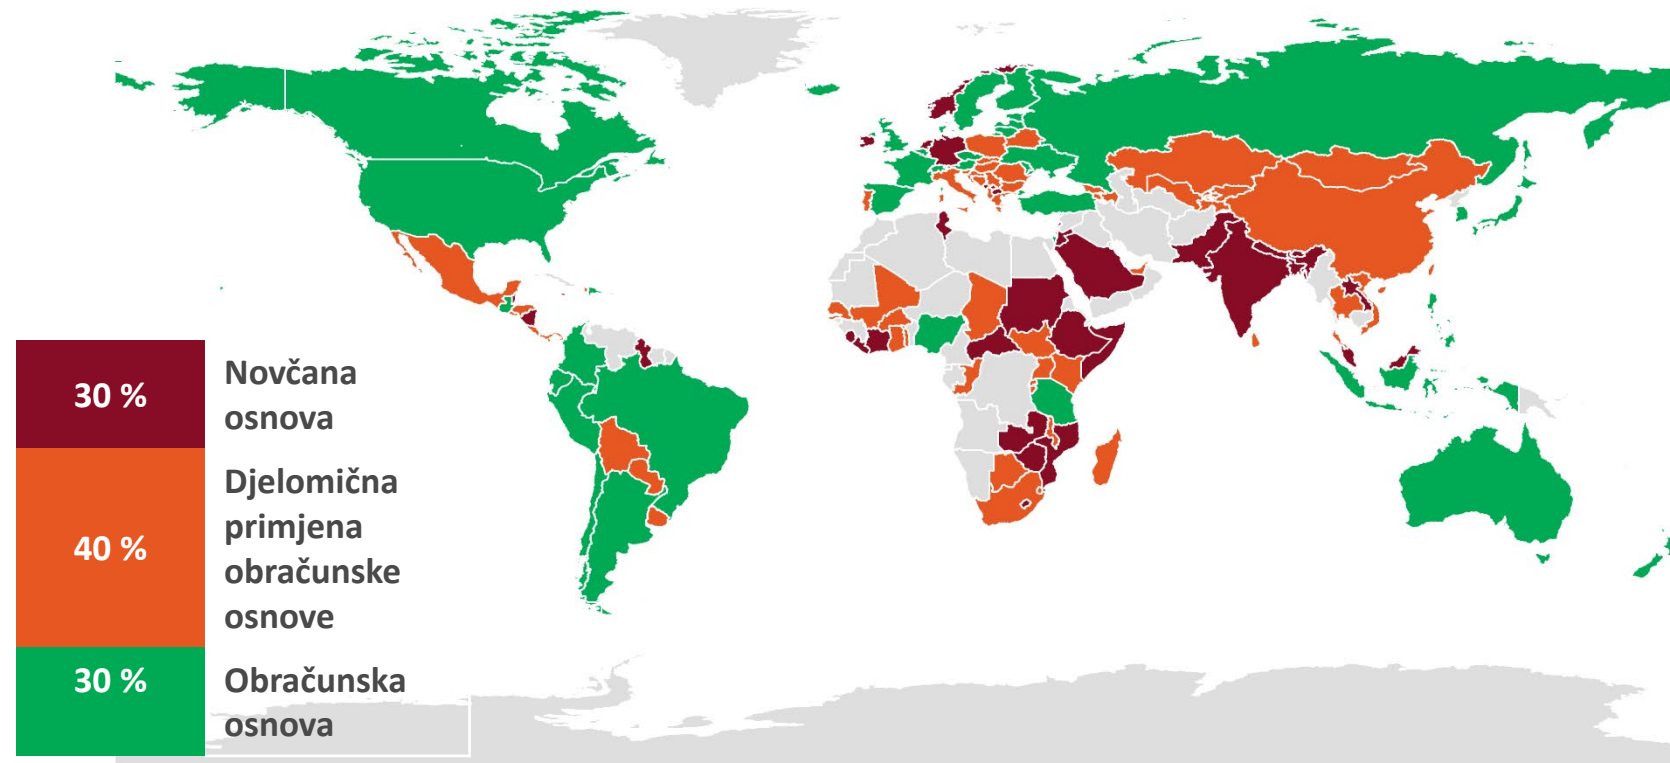 30 %
Novčana
osnova
40 %
Djelomična
primjena
obračunske
osnove
30 %
Obračunska
osnova